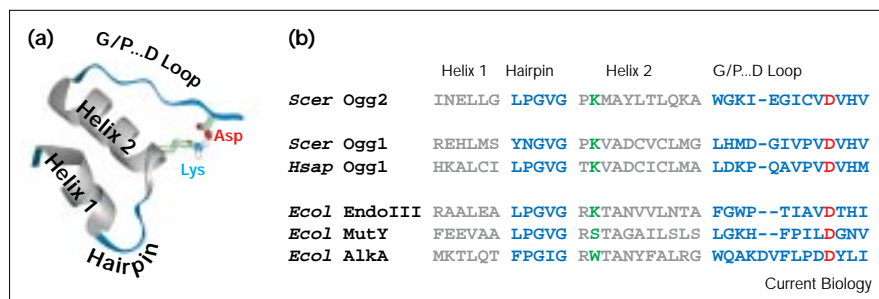 (a)
G/P...D Loop
Helix 2
Asp
Lys
Helix 1
Hairpin
(b)
Helix 1 Hairpin Helix 2 G/P...D Loop
Scer Ogg2 INELLG LPGVG PKMAYLTLQKA WGKI-EGICVDVHV
Scer Ogg1 REHLMS YNGVG PKVADCVCLMG LHMD-GIVPVDVHV
Hsap Ogg1 HKALCI LPGVG TKVADCICLMA LDKP-QAVPVDVHM
Ecol EndoIII RAALEA LPGVG RKTANVVLNTA FGWP--TIAVDTHI
Ecol MutY FEEVAA LPGVG RSTAGAILSLS LGKH--FPILDGNV
Ecol AlkA MKTLQT FPGIG RWTANYFALRG WQAKDVFLPDDYLI
Current Biology